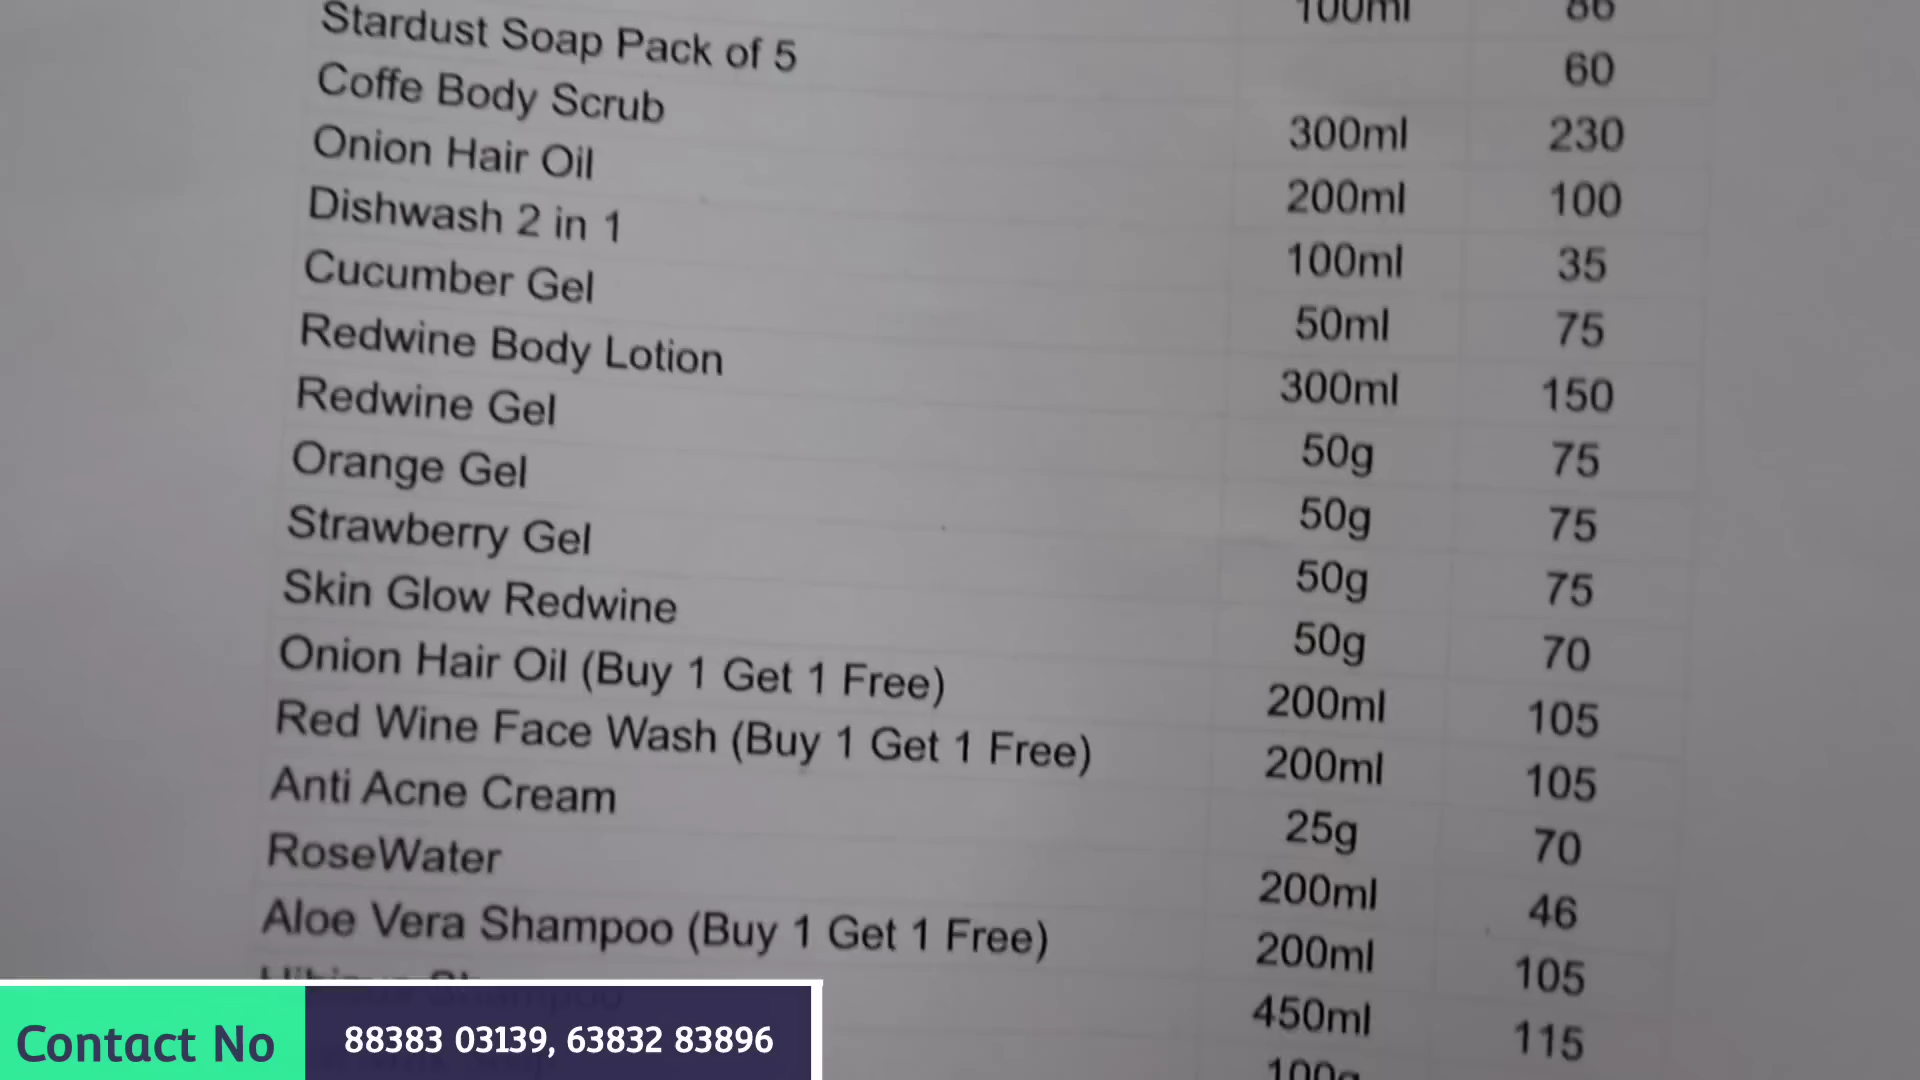 100ml 86
Stardust Soap Pack of 5 60
Coffe Body Scrub 300ml 230
Onion Hair Oil 200ml 100
Dishwash 2 in 1 100ml 35
Cucumber Gel 50ml 75
Redwine Body Lotion 300ml 150
Redwine Gel 50g 75
Orange Gel 50g 75
Strawberry Gel 50g 75
Skin Glow Redwine 50g 70
Onion Hair Oil (Buy 1 Get 1 Free) 200ml 105
Red Wine Face Wash (Buy 1 Get 1 Free) 200ml 105
Anti Acne Cream 25g 70
RoseWater 200ml 46
Aloe Vera Shampoo (Buy 1 Get 1 Free) 200ml 105
450ml 115
100g
Contact No 88383 03139, 63832 83896